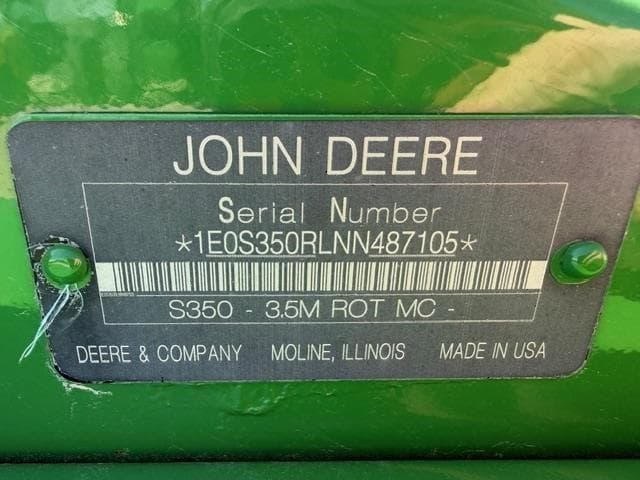 JOHN DEERE
Serial Number
*1E0S350RLNN487105*
S350 - 3.5M ROT MC -
DEERE & COMPANY MOLINE, ILLINOIS MADE IN USA